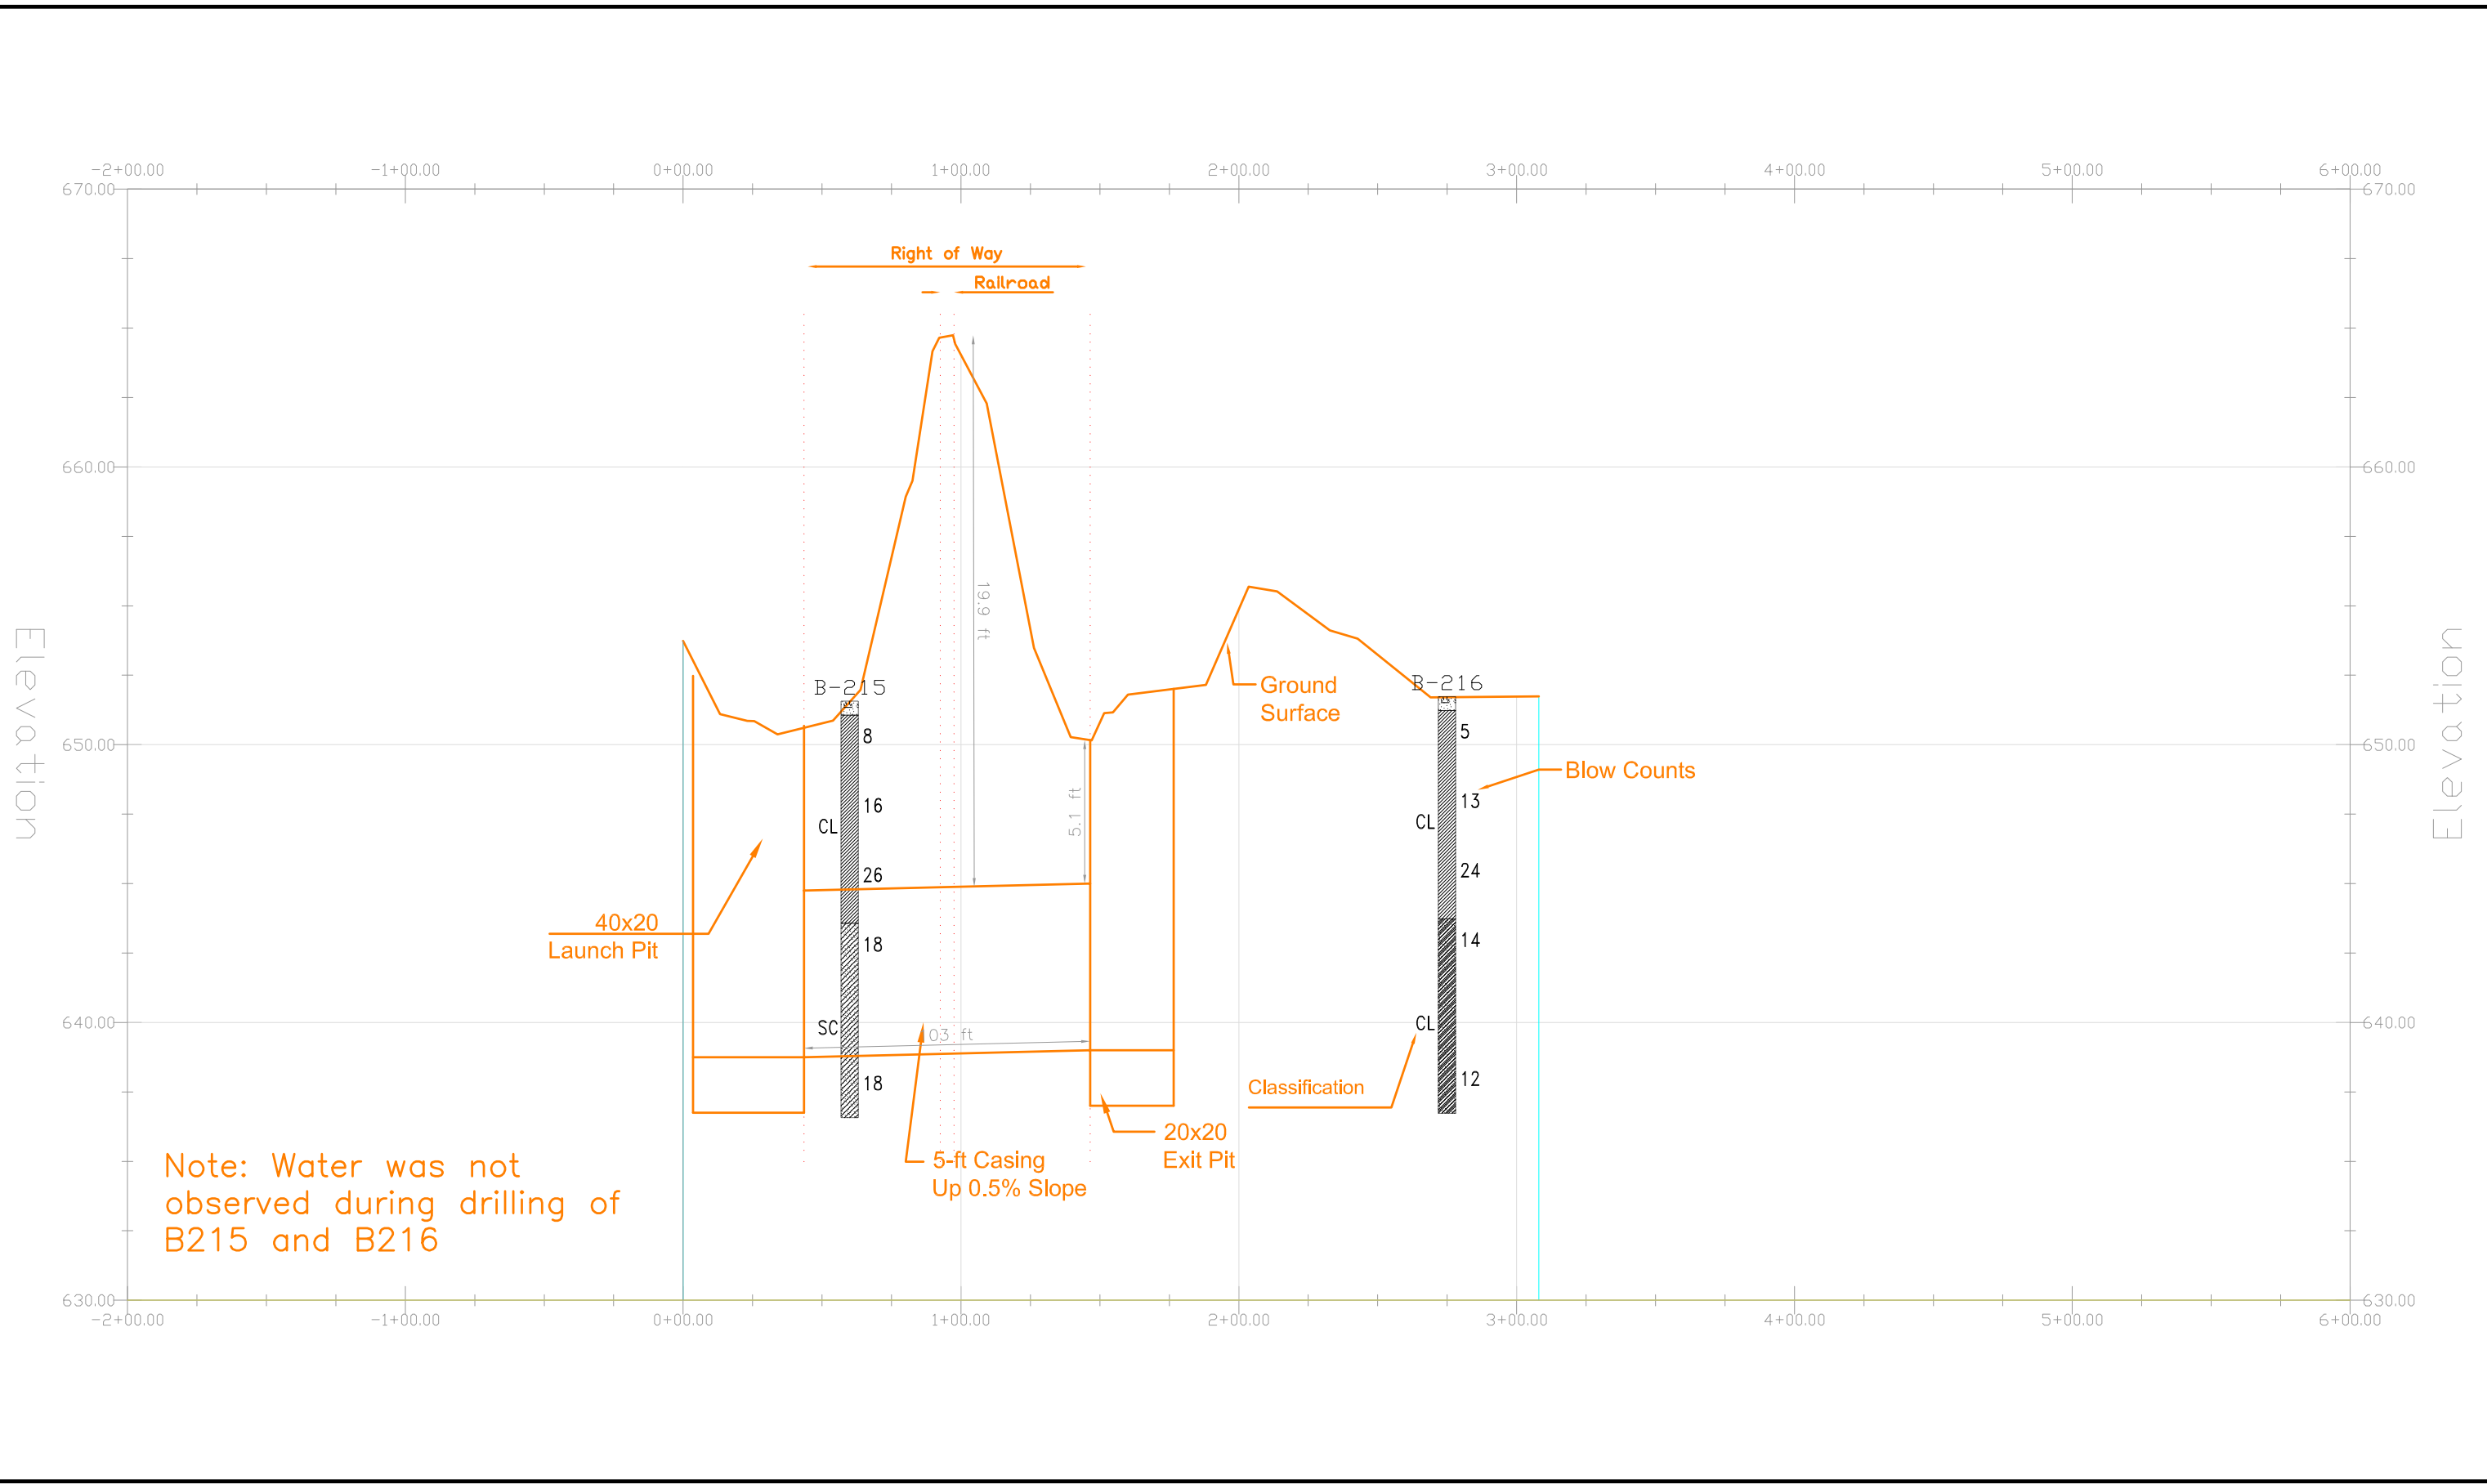 -2+00.00 -1+00.00 0+00.00 1+00.00 2+00.00 3+00.00 4+00.00 5+00.00 6+00.00
670.00 670.00
Right of Way
Railroad
660.00 660.00
19.9 ft
Elevation
Elevation
B-215
B-216
Ground
Surface
8
5
650.00 650.00
Blow Counts
5.1 ft
16
13
CL
CL
26
24
40x20
Launch Pit
18
14
640.00 640.00
SC
CL
03 ft
18
12
Classification
20x20
Exit Pit
5-ft Casing
Up 0.5% Slope
Note: Water was not
observed during drilling of
B215 and B216
630.00 630.00
-2+00.00 -1+00.00 0+00.00 1+00.00 2+00.00 3+00.00 4+00.00 5+00.00 6+00.00